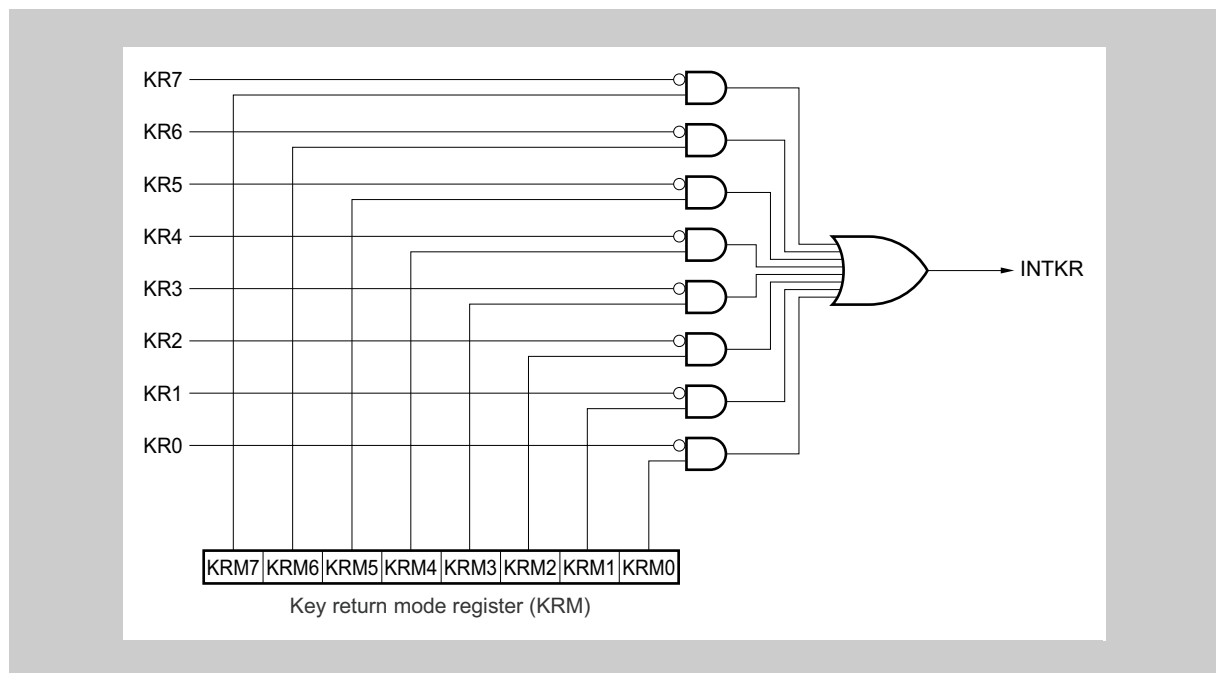 KR7
KR6
KR5
KR4
KR3
KR2
KR1
KR0
INTKR
KRM7 KRM6 KRM5 KRM4 KRM3 KRM2 KRM1 KRM0
Key return mode register (KRM)